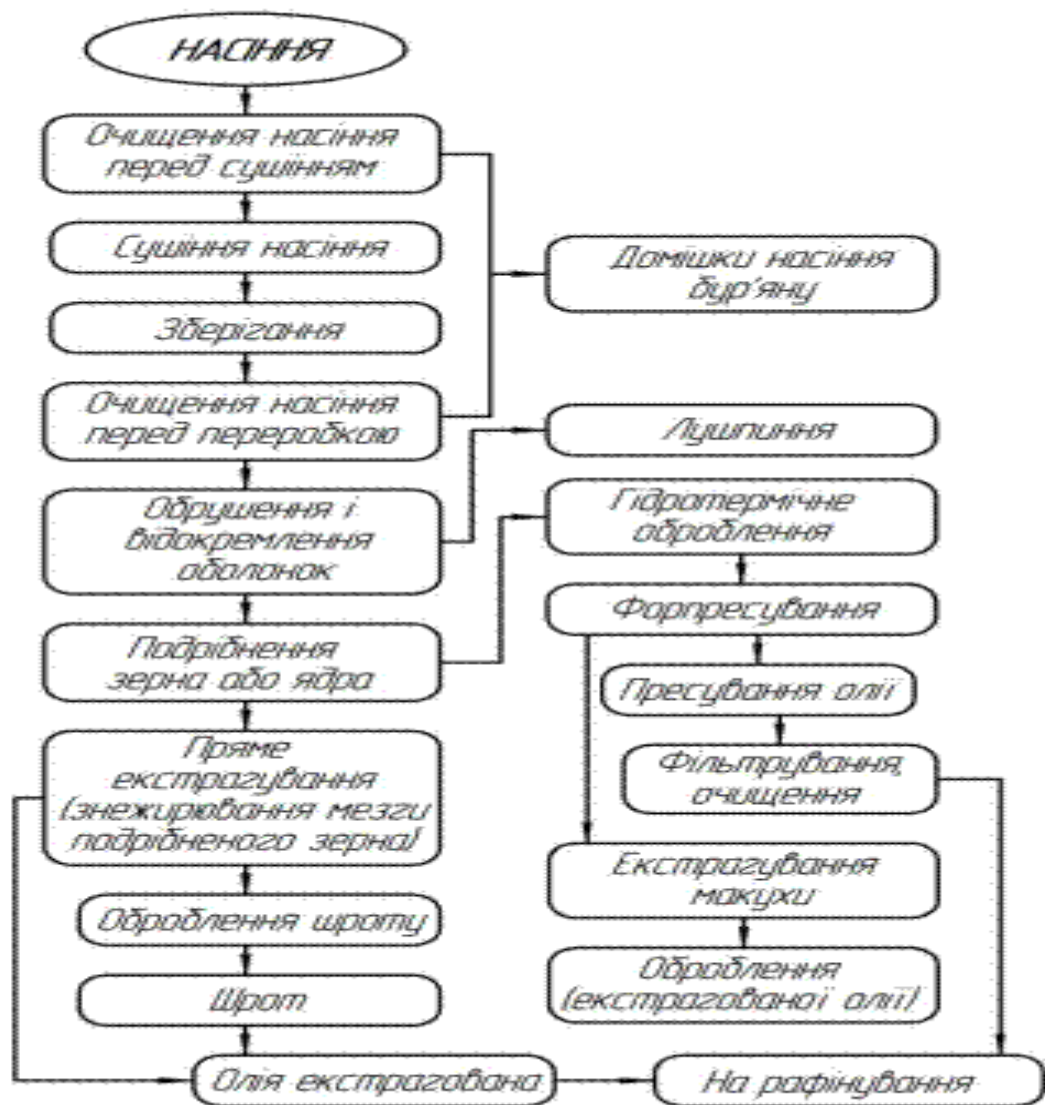 НАСІННЯ
Очищення насіння
перед сушінням
Сушіння насіння
Зберігання
Очищення насіння
перед переробкою
Обрушення і
відокремлення
оболонок
Подрібнення
зерна або ядра
Пряме
екстрагування
(знежирювання мезги
подрібненого зерна)
Оброблення шроту
Шрот
Олія екстрагована
Домішки насіння
бур'яну
Лушпиння
Гідротермічне
оброблення
Форпресування
Пресування олії
Фільтрування,
очищення
Екстрагування
макухи
Оброблення
(екстрагованої олії)
На рафінування